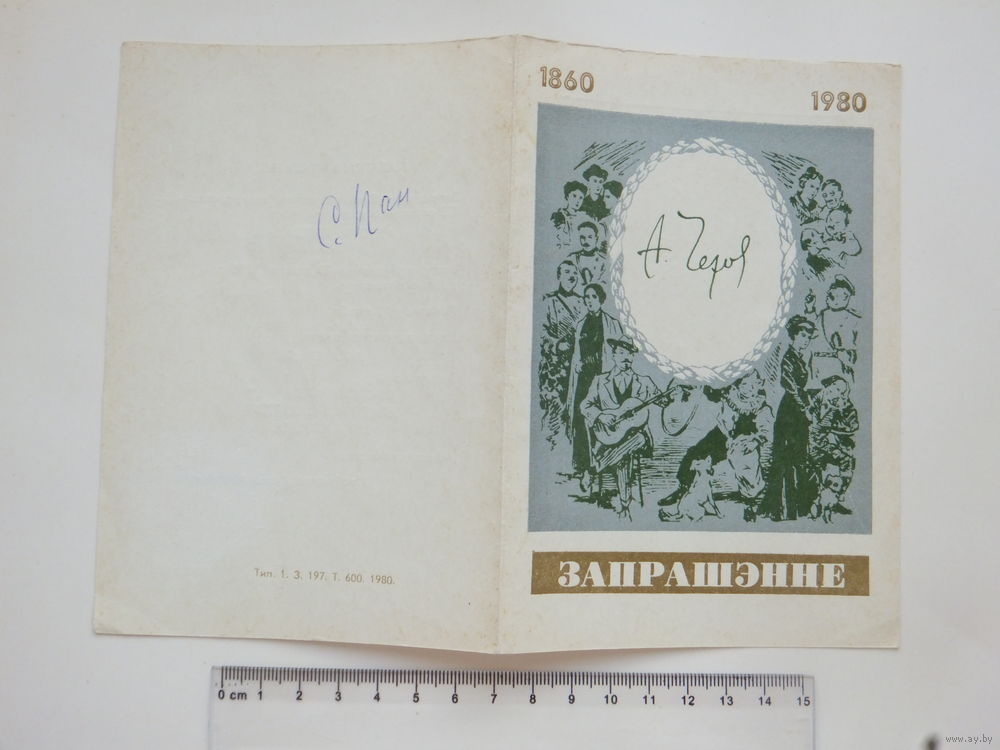 С. Пан
Тип. 1. З. 197. Т. 600. 1980.
1860
1980
А. Чехов
ЗАПРАШЭННЕ
0 cm 1 2 3 4 5 6 7 8 9 10 11 12 13 14 15
www.ay.by